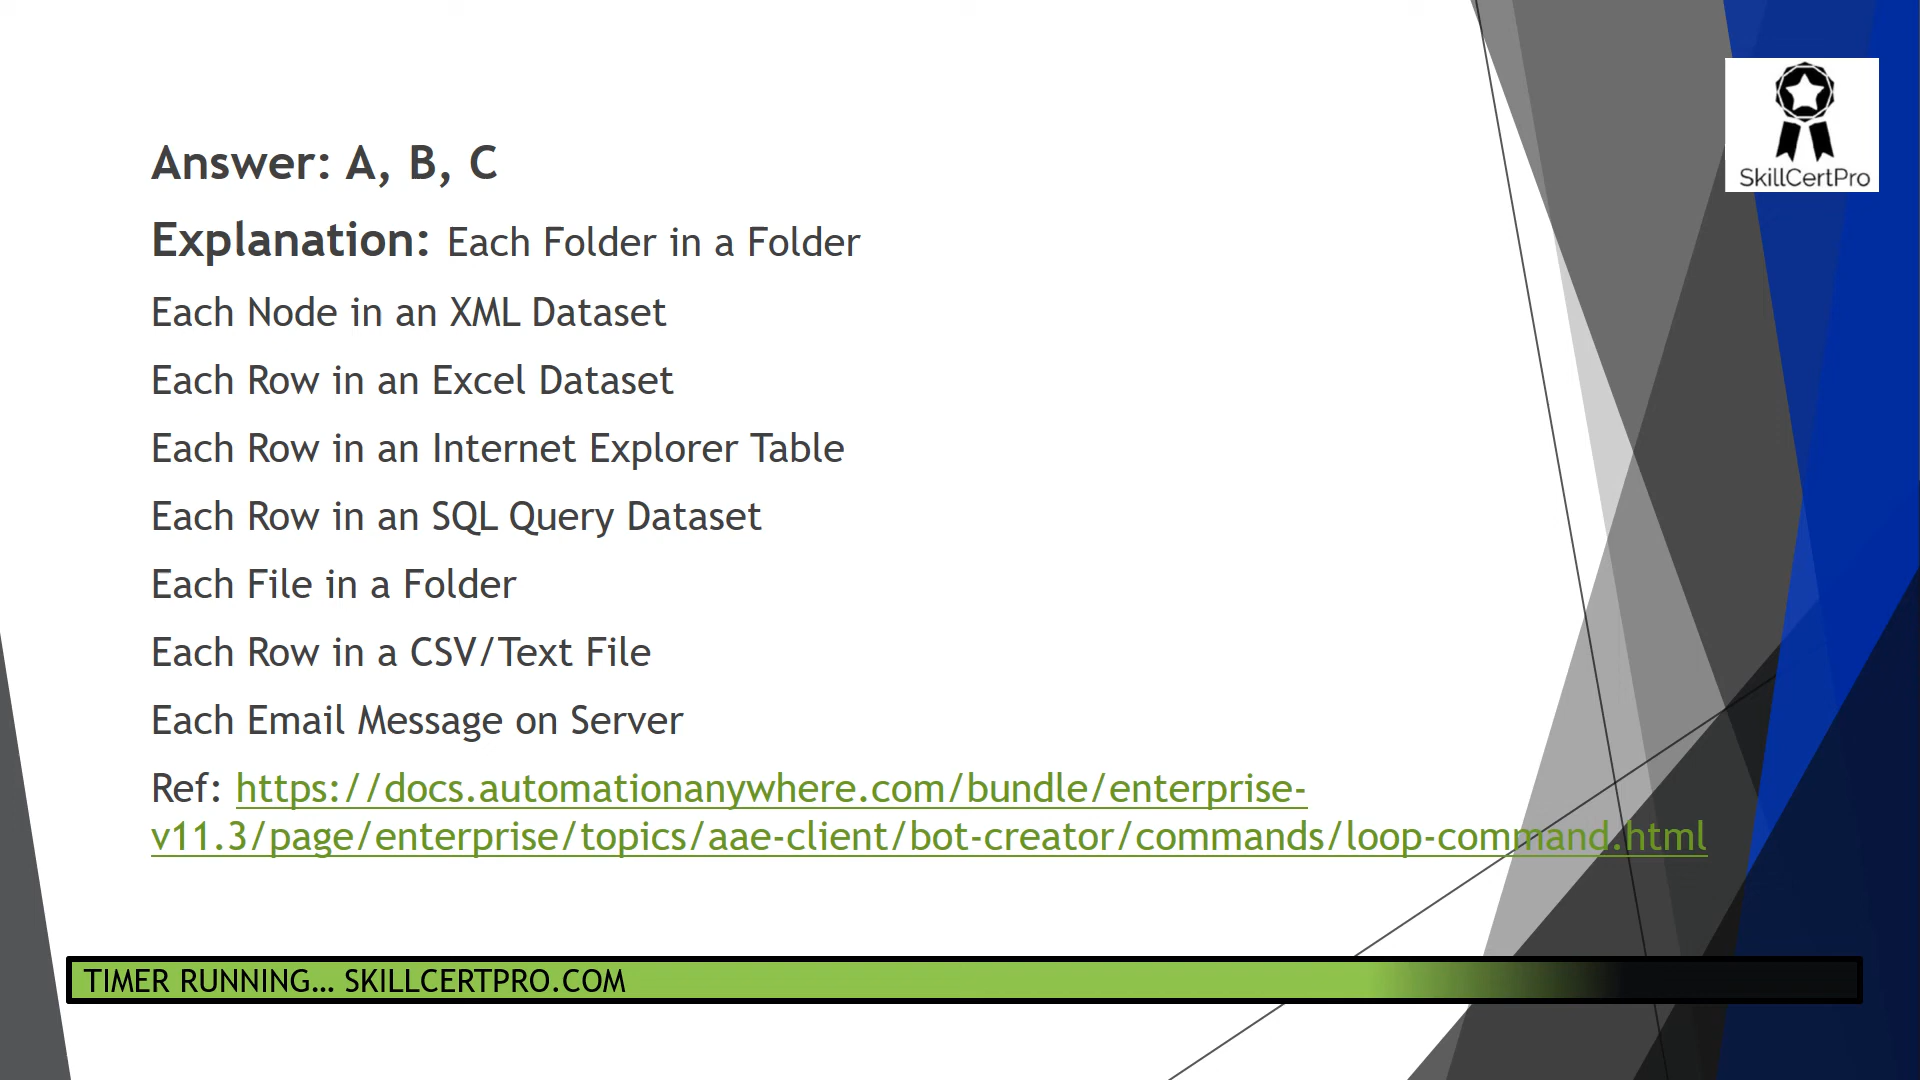 SkillCertPro
Answer: A, B, C
Explanation: Each Folder in a Folder
Each Node in an XML Dataset
Each Row in an Excel Dataset
Each Row in an Internet Explorer Table
Each Row in an SQL Query Dataset
Each File in a Folder
Each Row in a CSV/Text File
Each Email Message on Server
Ref: https://docs.automationanywhere.com/bundle/enterprise-
v11.3/page/enterprise/topics/aae-client/bot-creator/commands/loop-command.html
TIMER RUNNING… SKILLCERTPRO.COM